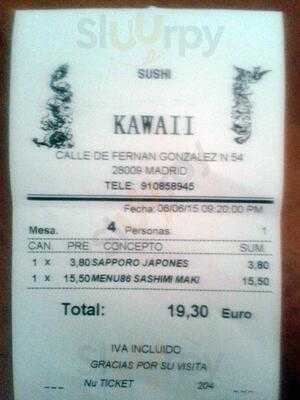 Sluurpy
SUSHI
KAWAII
CALLE DE FERNAN GONZALEZ N 54
28009 MADRID
TELE: 910858945
Fecha: 06/06/15 09:20:00 PM
Mesa. 4 Personas 1
CAN. PRE. CONCEPTO SUM.
1 X 3,80 SAPPORO JAPONES 3,80
1 X 15,50 MENU86 SASHIMI MAKI 15,50
Total: 19,30 Euro
IVA INCLUIDO
GRACIAS POR SU VISITA
Nu TICKET 204